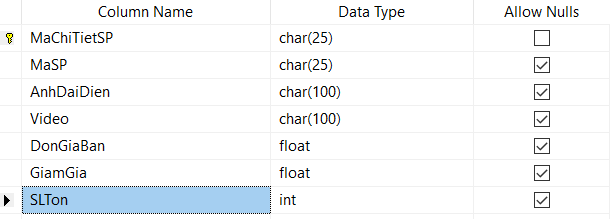 Column Name Data Type Allow Nulls
MaChiTietSP char(25)
MaSP char(25)
AnhDaiDien char(100)
Video char(100)
DonGiaBan float
GiamGia float
SLTon int